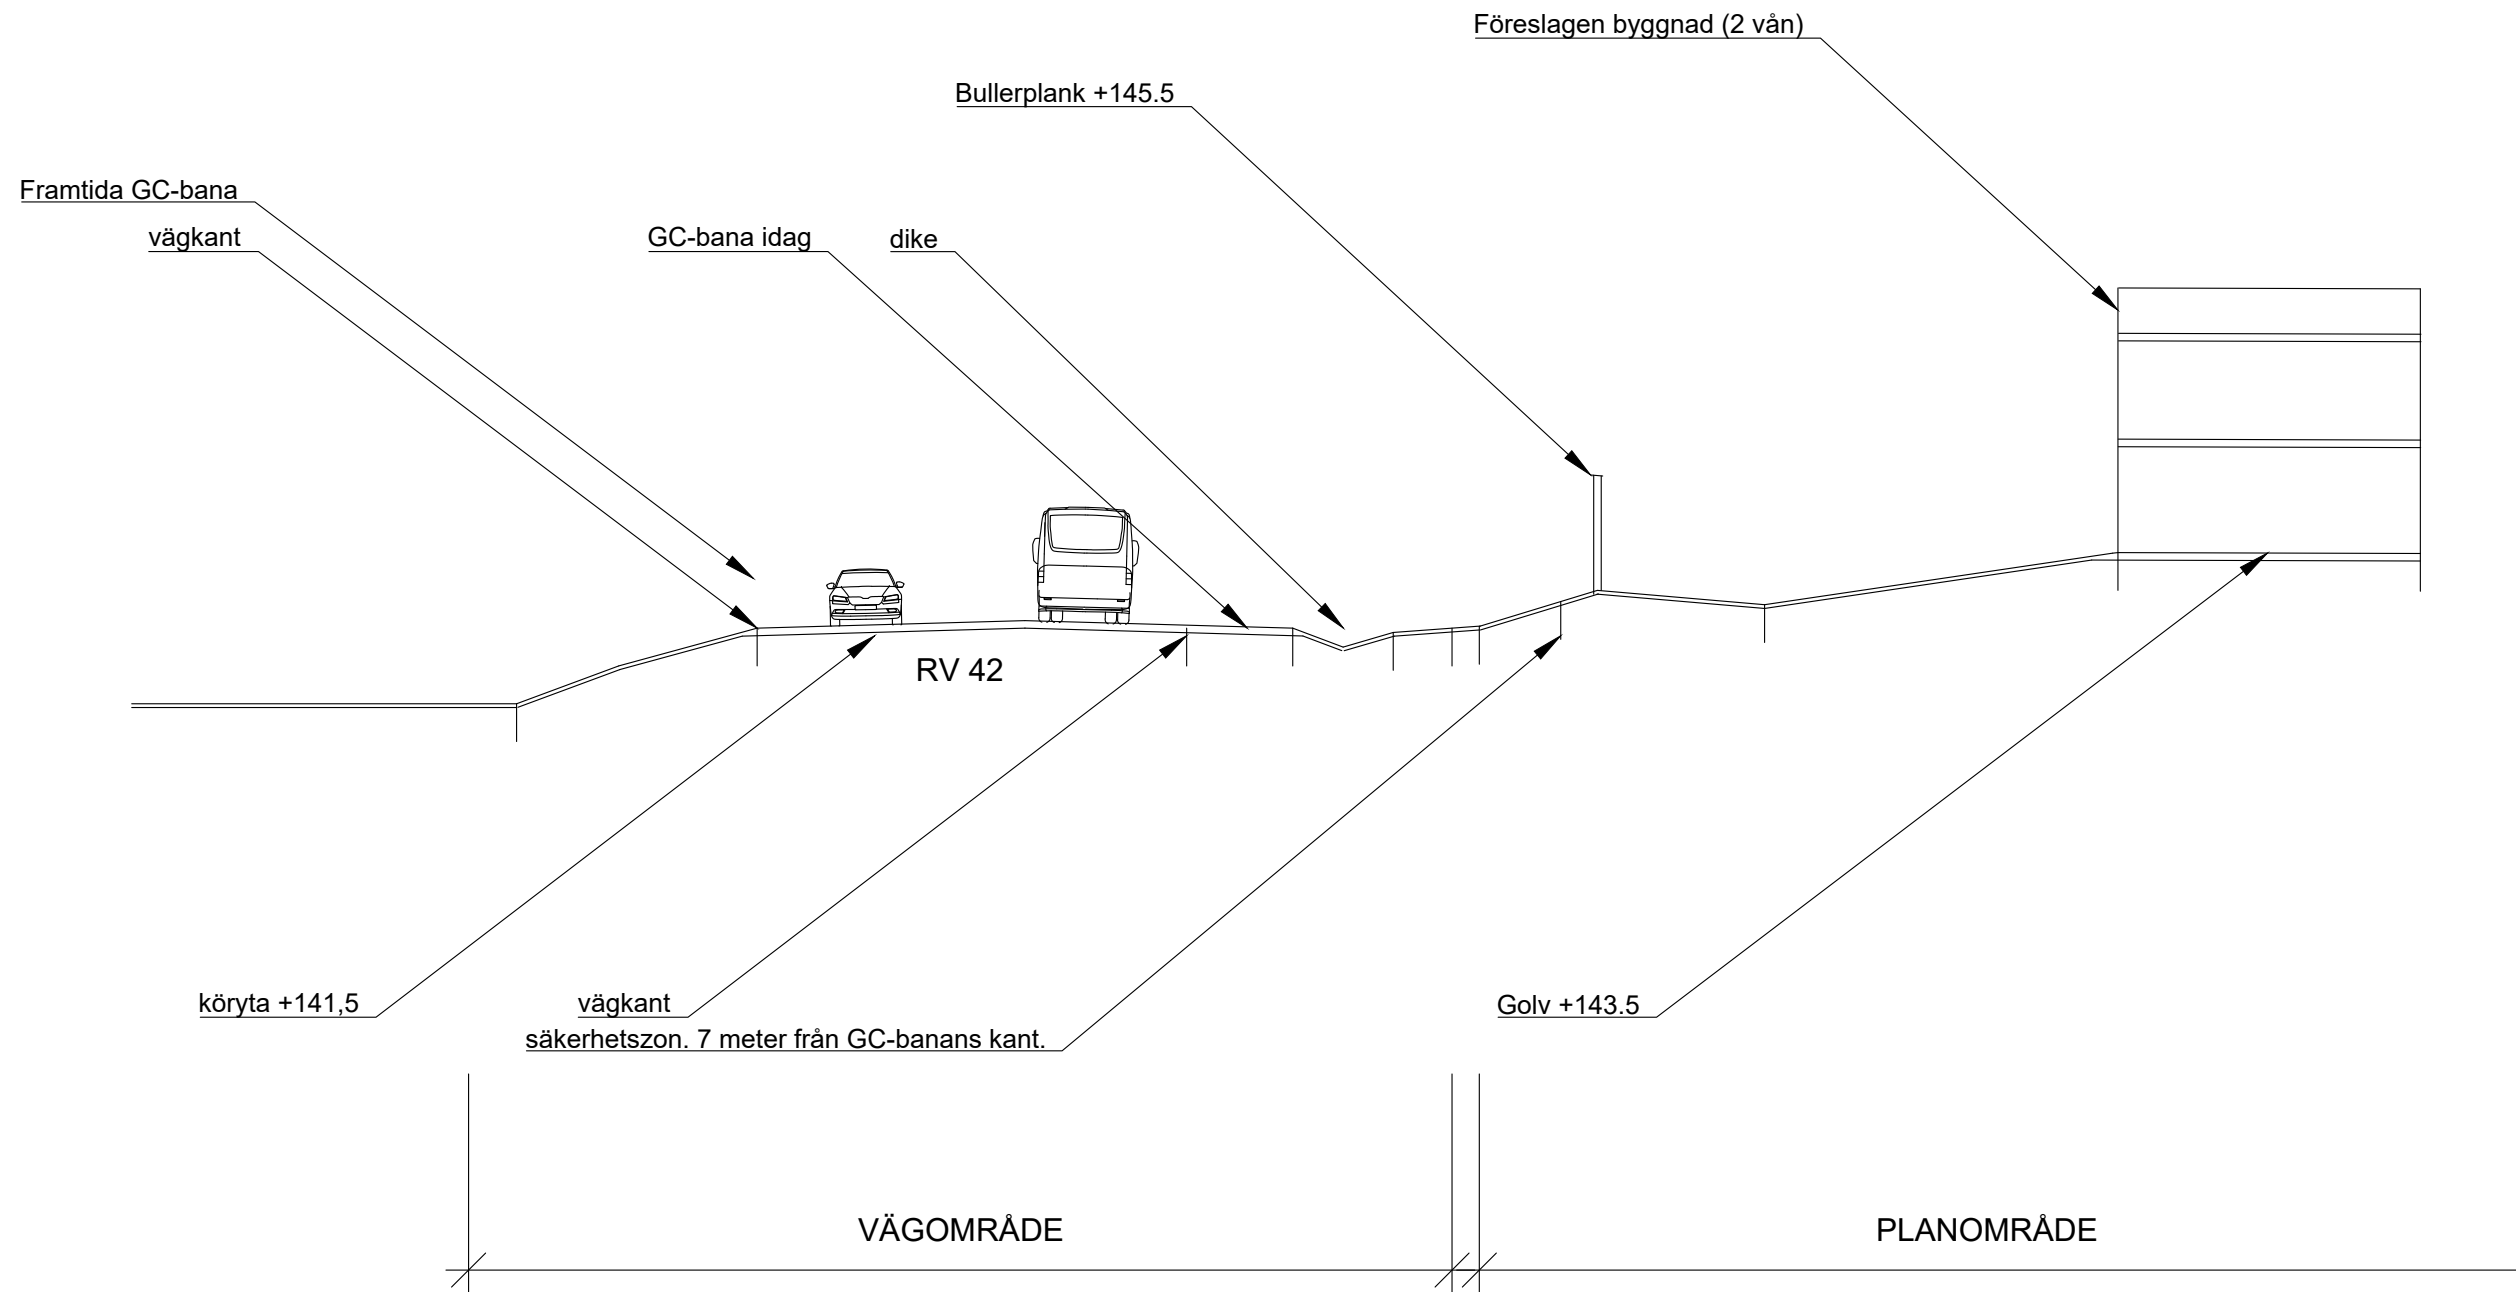 Föreslagen byggnad (2 vån)
Bullerplank +145.5
Framtida GC-bana
vägkant
GC-bana idag
dike
RV 42
köryta +141,5
vägkant
Golv +143.5
säkerhetszon. 7 meter från GC-banans kant.
VÄGOMRÅDE
PLANOMRÅDE